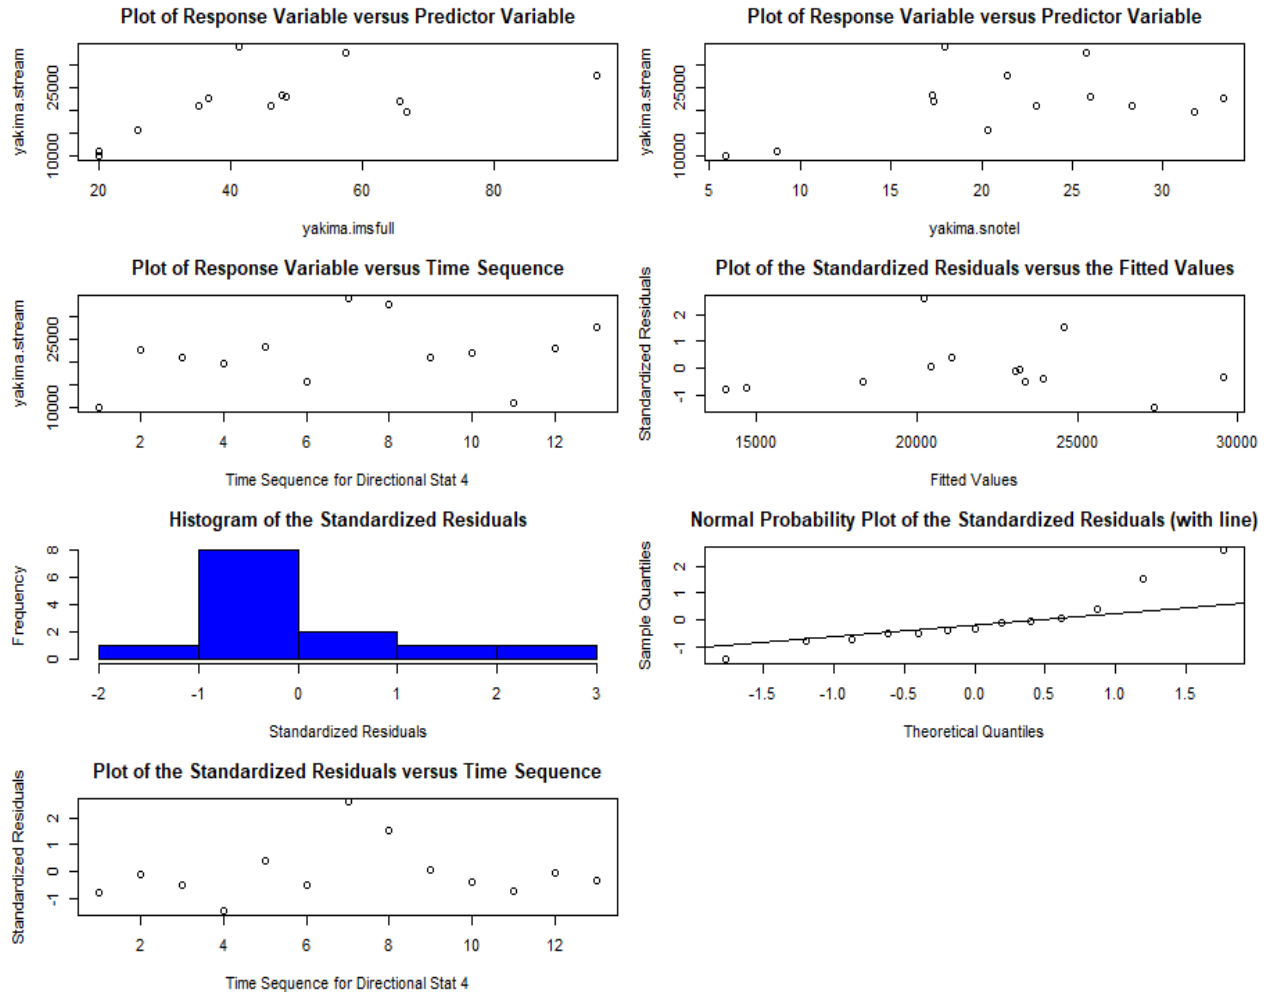 Plot of Response Variable versus Predictor Variable
yakima.stream
25000
10000
20 40 60 80
yakima.imsfull
Plot of Response Variable versus Predictor Variable
yakima.stream
25000
10000
5 10 15 20 25 30
yakima.snotel
Plot of Response Variable versus Time Sequence
yakima.stream
25000
10000
2 4 6 8 10 12
Time Sequence for Directional Stat 4
Plot of the Standardized Residuals versus the Fitted Values
Standardized Residuals
2
1
0
-1
15000 20000 25000 30000
Fitted Values
Histogram of the Standardized Residuals
Frequency
8
6
4
2
0
-2 -1 0 1 2 3
Standardized Residuals
Normal Probability Plot of the Standardized Residuals (with line)
Sample Quantiles
2
1
0
-1
-1.5 -1.0 -0.5 0.0 0.5 1.0 1.5
Theoretical Quantiles
Plot of the Standardized Residuals versus Time Sequence
Standardized Residuals
2
1
0
-1
2 4 6 8 10 12
Time Sequence for Directional Stat 4